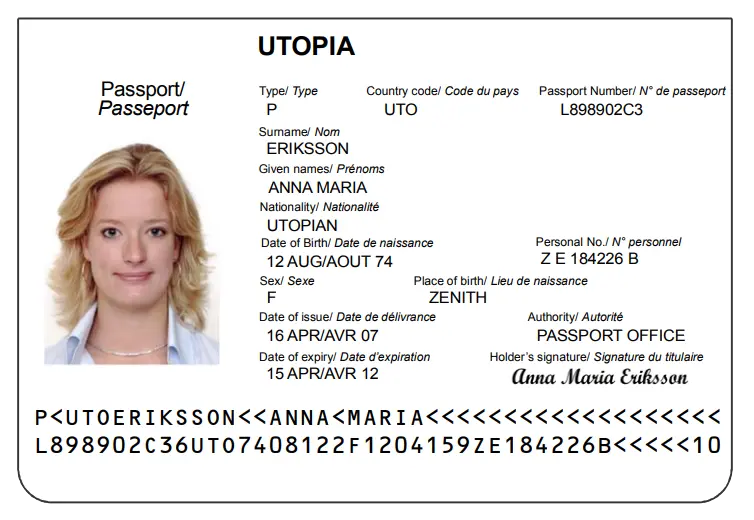 UTOPIA
Passport/
Passeport
Type/ Type Country code/ Code du pays Passport Number/ N° de passeport
P UTO L898902C3
Surname/ Nom
ERIKSSON
Given names/ Prénoms
ANNA MARIA
Nationality/ Nationalité
UTOPIAN
Date of Birth/ Date de naissance Personal No./ N° personnel
12 AUG/AOUT 74 Z E 184226 B
Sex/ Sexe Place of birth/ Lieu de naissance
F ZENITH
Date of issue/ Date de délivrance Authority/ Autorité
16 APR/AVR 07 PASSPORT OFFICE
Date of expiry/ Date d'expiration Holder's signature/ Signature du titulaire
15 APR/AVR 12 Anna Maria Eriksson
P<UTOERIKSSON<<ANNA<MARIA<<<<<<<<<<<<<<<<<<<
L898902C36UTO7408122F1204159ZE184226B<<<<<10